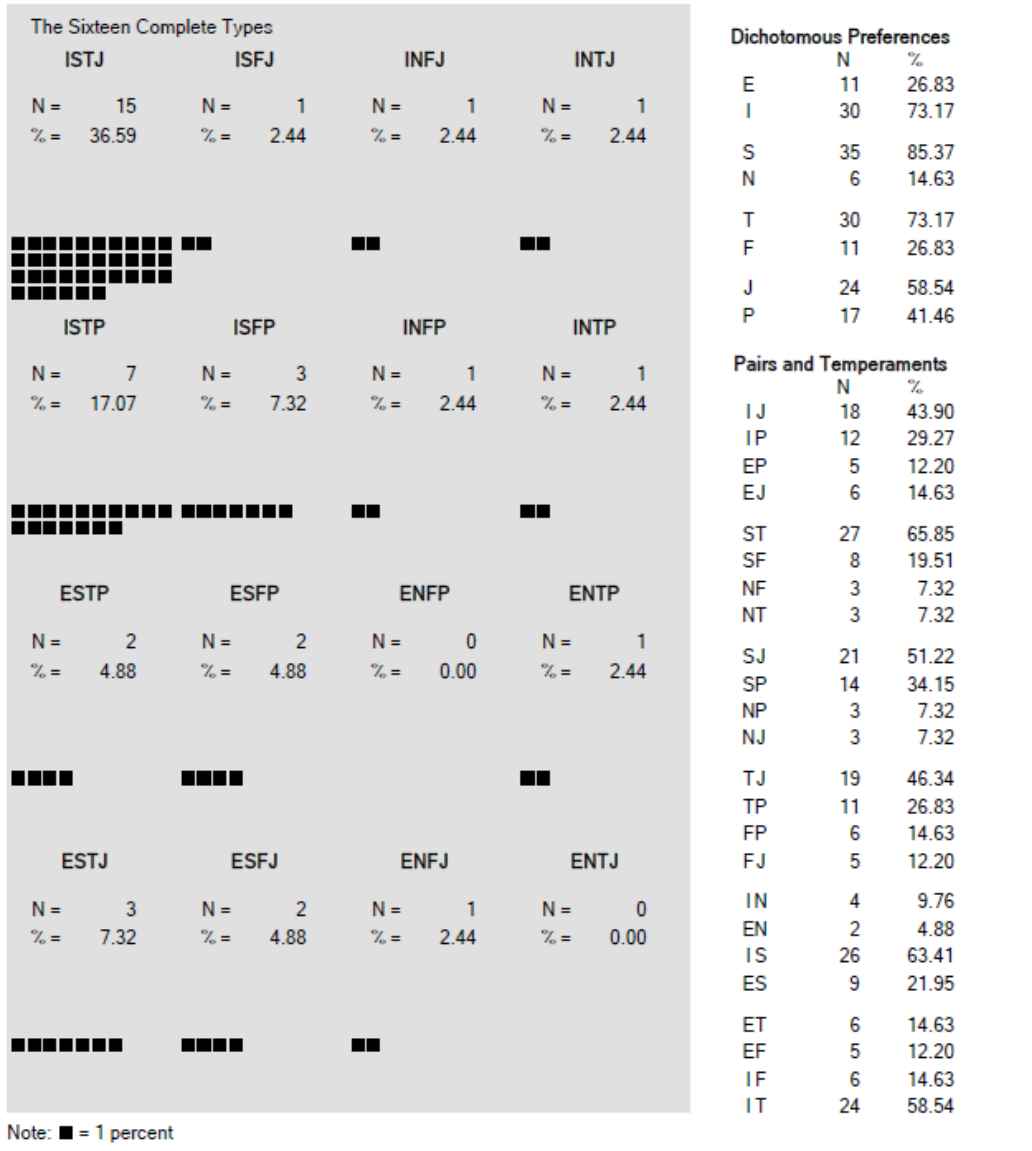 The Sixteen Complete Types
ISTJ ISFJ INFJ INTJ
N = 15 N = 1 N = 1 N = 1
% = 36.59 % = 2.44 % = 2.44 % = 2.44
ISTP ISFP INFP INTP
N = 7 N = 3 N = 1 N = 1
% = 17.07 % = 7.32 % = 2.44 % = 2.44
ESTP ESFP ENFP ENTP
N = 2 N = 2 N = 0 N = 1
% = 4.88 % = 4.88 % = 0.00 % = 2.44
ESTJ ESFJ ENFJ ENTJ
N = 3 N = 2 N = 1 N = 0
% = 7.32 % = 4.88 % = 2.44 % = 0.00
Note: ■ = 1 percent
Dichotomous Preferences
N %
E 11 26.83
I 30 73.17
S 35 85.37
N 6 14.63
T 30 73.17
F 11 26.83
J 24 58.54
P 17 41.46
Pairs and Temperaments
N %
I J 18 43.90
I P 12 29.27
EP 5 12.20
EJ 6 14.63
ST 27 65.85
SF 8 19.51
NF 3 7.32
NT 3 7.32
SJ 21 51.22
SP 14 34.15
NP 3 7.32
NJ 3 7.32
TJ 19 46.34
TP 11 26.83
FP 6 14.63
FJ 5 12.20
I N 4 9.76
EN 2 4.88
I S 26 63.41
ES 9 21.95
ET 6 14.63
EF 5 12.20
I F 6 14.63
I T 24 58.54